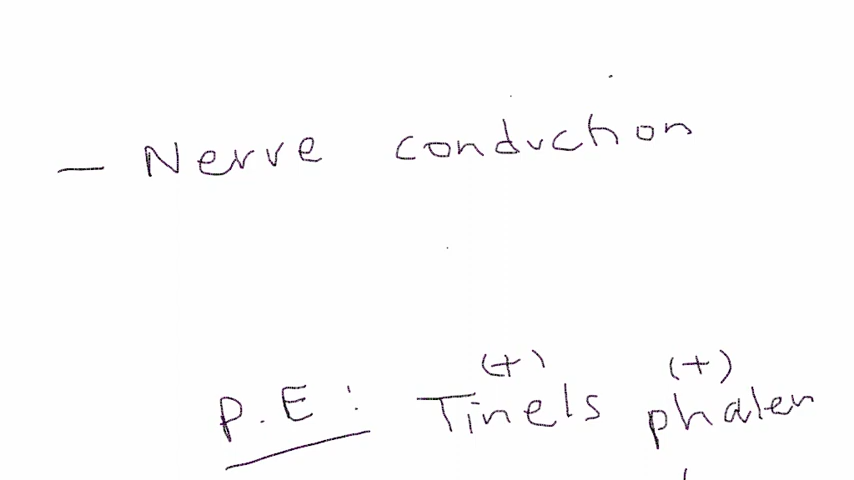 - Nerve conduction
(+) (+)
P.E : Tinels phalen